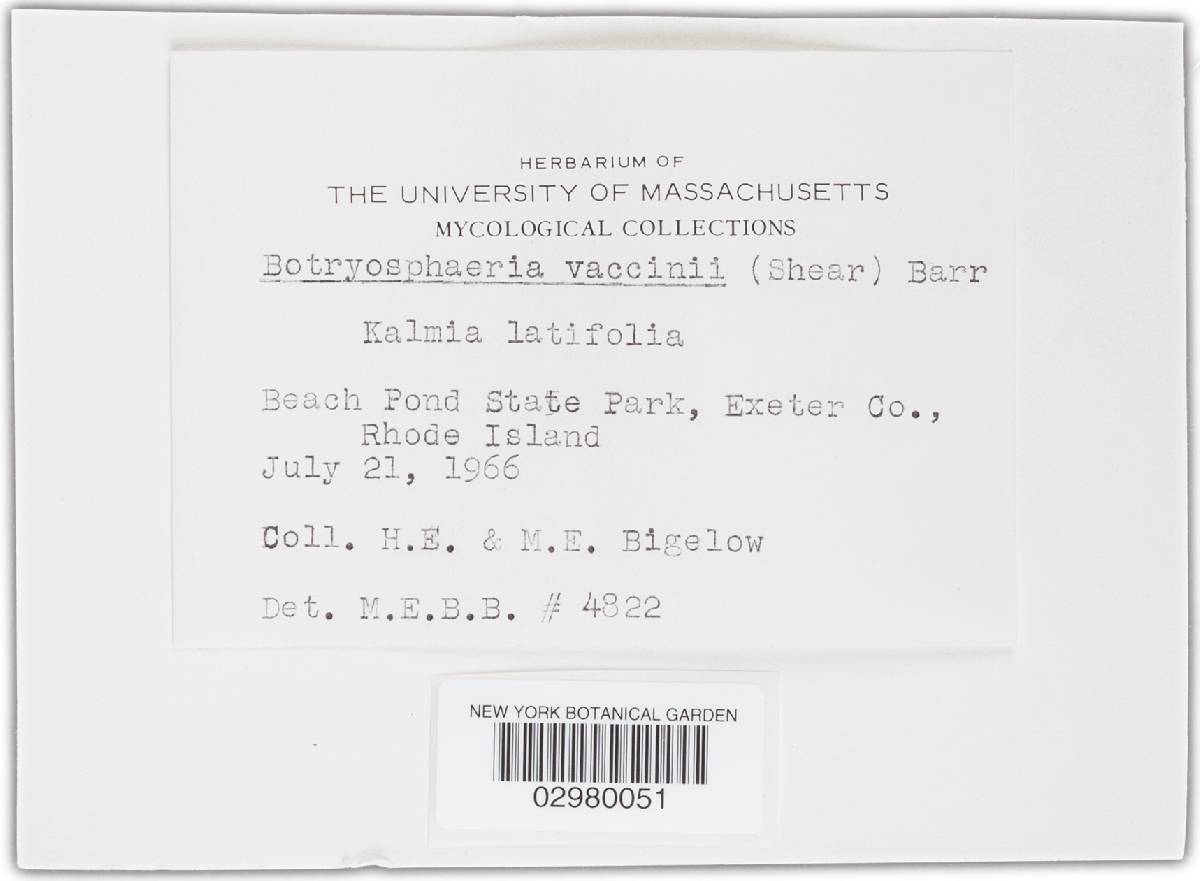 HERBARIUM OF
THE UNIVERSITY OF MASSACHUSETTS
MYCOLOGICAL COLLECTIONS
Botryosphaeria vaccinii (Shear) Barr
Kalmia latifolia
Beach Pond State Park, Exeter Co.,
Rhode Island
July 21, 1966
Coll. H.E. & M.E. Bigelow
Det. M.E.B.B. # 4822
NEW YORK BOTANICAL GARDEN
02980051